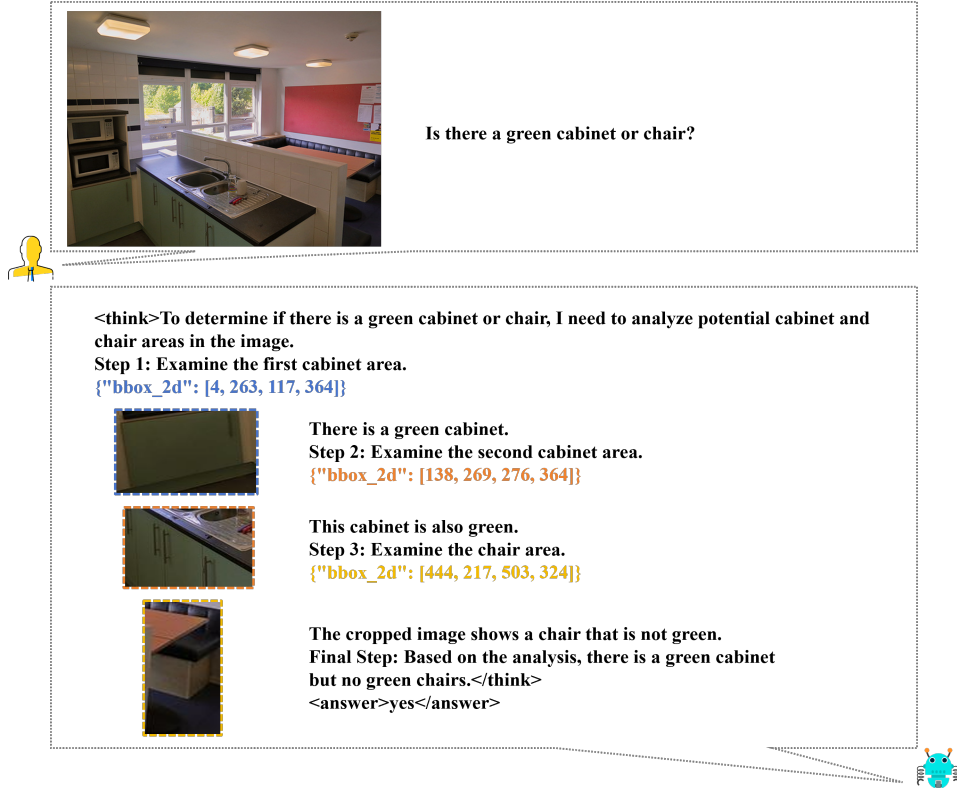 Is there a green cabinet or chair?
<think>To determine if there is a green cabinet or chair, I need to analyze potential cabinet and
chair areas in the image.
Step 1: Examine the first cabinet area.
{"bbox_2d": [4, 263, 117, 364]}
There is a green cabinet.
Step 2: Examine the second cabinet area.
{"bbox_2d": [138, 269, 276, 364]}
This cabinet is also green.
Step 3: Examine the chair area.
{"bbox_2d": [444, 217, 503, 324]}
The cropped image shows a chair that is not green.
Final Step: Based on the analysis, there is a green cabinet
but no green chairs.</think>
<answer>yes</answer>